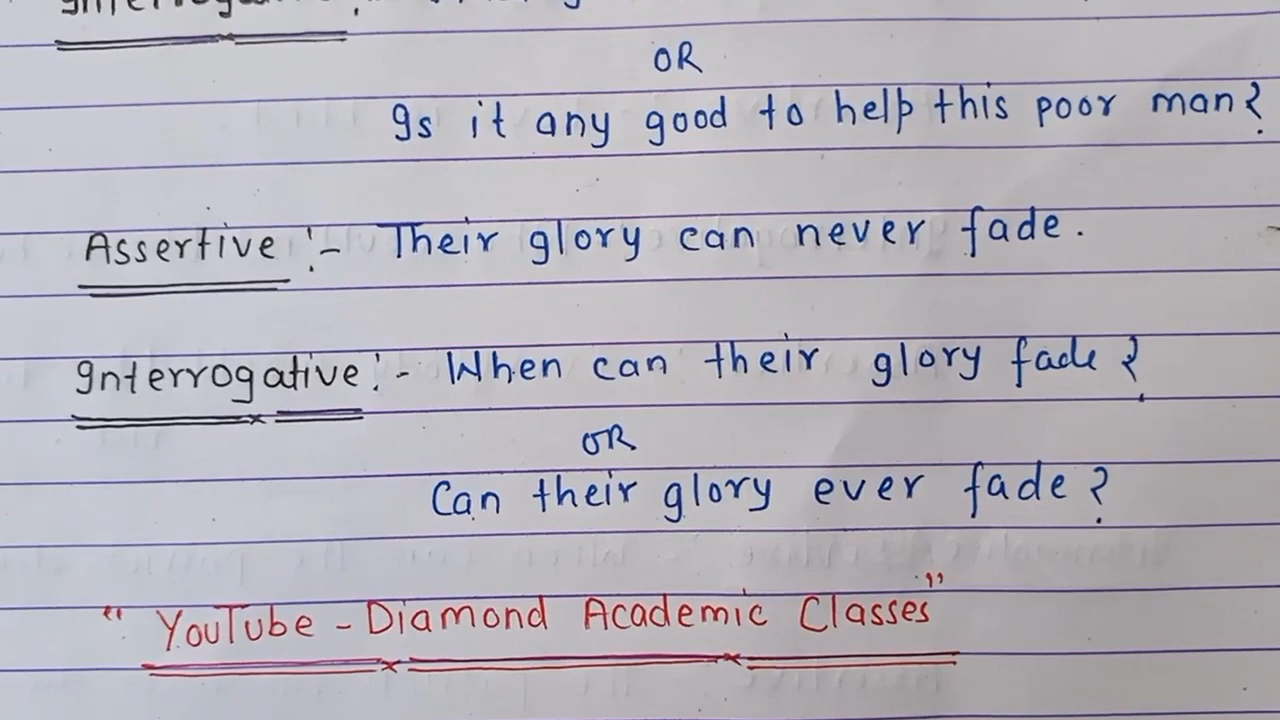 OR
Is it any good to help this poor man?
Assertive :- Their glory can never fade.
Interrogative :- When can their glory fade ?
OR
Can their glory ever fade ?
" YouTube - Diamond Academic Classes"